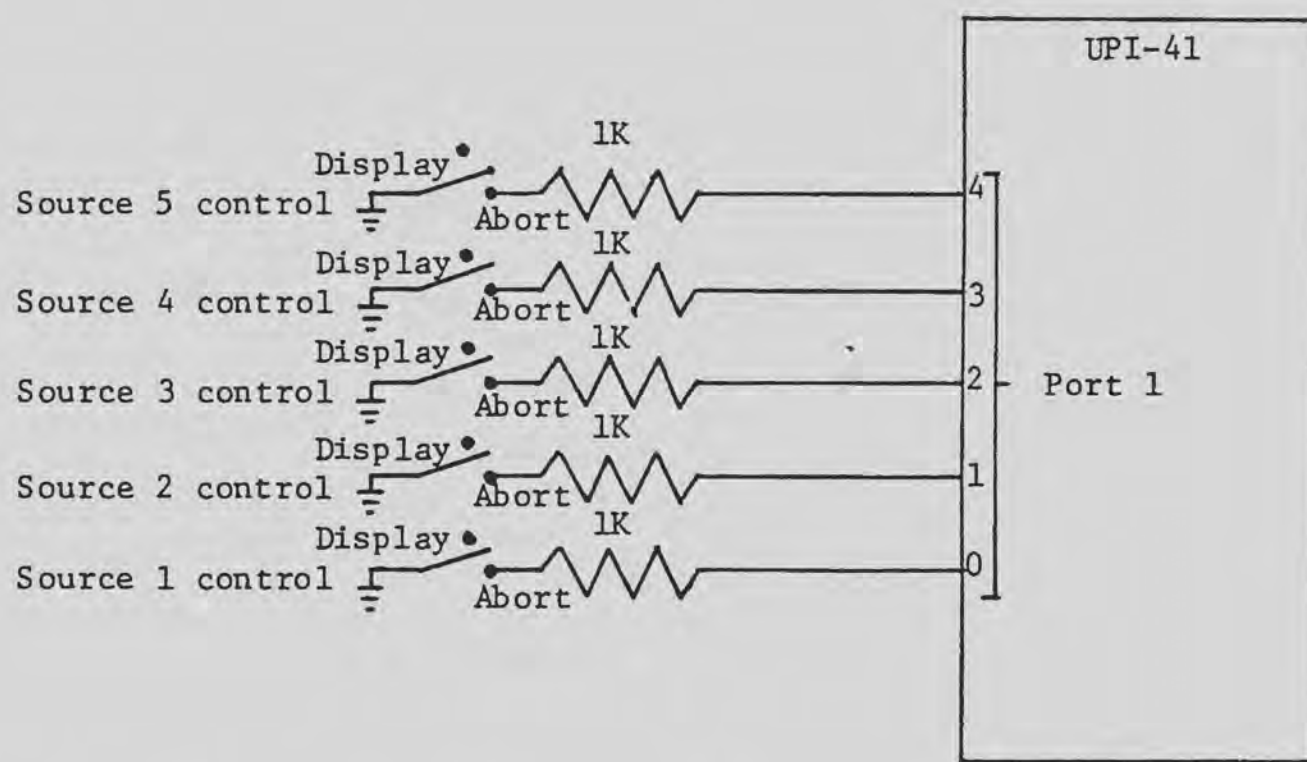 UPI-41
1K
Display
Source 5 control
4
Abort
1K
Display
Source 4 control
3
Abort
1K
Display
Source 3 control
2
Port 1
Abort
1K
Display
Source 2 control
1
Abort
1K
Display
Source 1 control
0
Abort